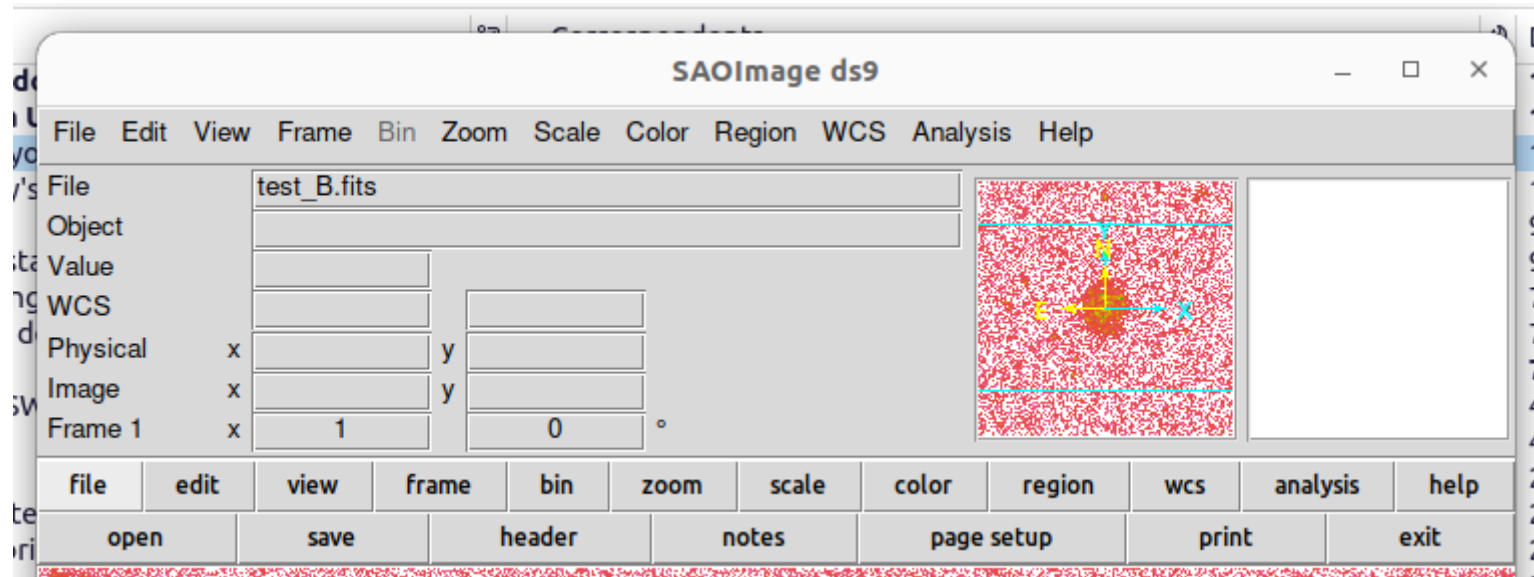 Correspondents
SAOImage ds9
File Edit View Frame Bin Zoom Scale Color Region WCS Analysis Help
File test_B.fits
Object
Value
WCS
Physical x y
Image x y
Frame 1 x 1 0 °
N
E X
file edit view frame bin zoom scale color region wcs analysis help
open save header notes page setup print exit